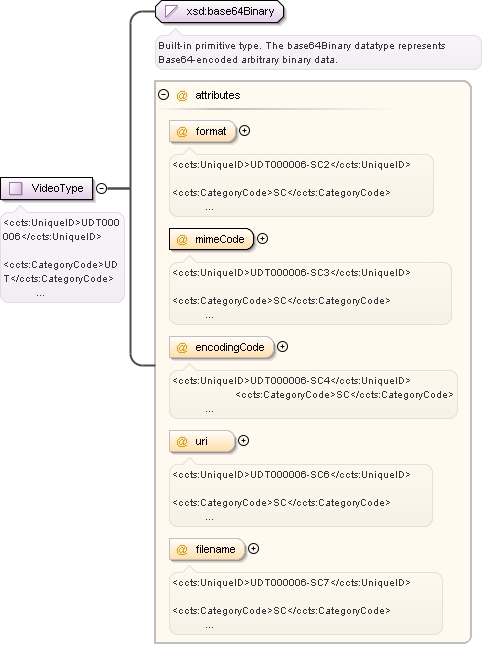 xsd:base64Binary
Built-in primitive type. The base64Binary datatype represents
Base64-encoded arbitrary binary data.
@ attributes
@ format
<ccts:UniqueID>UDT000006-SC2</ccts:UniqueID>
<ccts:CategoryCode>SC</ccts:CategoryCode>
...
VideoType
<ccts:UniqueID>UDT000
006</ccts:UniqueID>
<ccts:CategoryCode>UD
T</ccts:CategoryCode>
...
@ mimeCode
<ccts:UniqueID>UDT000006-SC3</ccts:UniqueID>
<ccts:CategoryCode>SC</ccts:CategoryCode>
...
@ encodingCode
<ccts:UniqueID>UDT000006-SC4</ccts:UniqueID>
<ccts:CategoryCode>SC</ccts:CategoryCode>
...
@ uri
<ccts:UniqueID>UDT000006-SC6</ccts:UniqueID>
<ccts:CategoryCode>SC</ccts:CategoryCode>
...
@ filename
<ccts:UniqueID>UDT000006-SC7</ccts:UniqueID>
<ccts:CategoryCode>SC</ccts:CategoryCode>
...